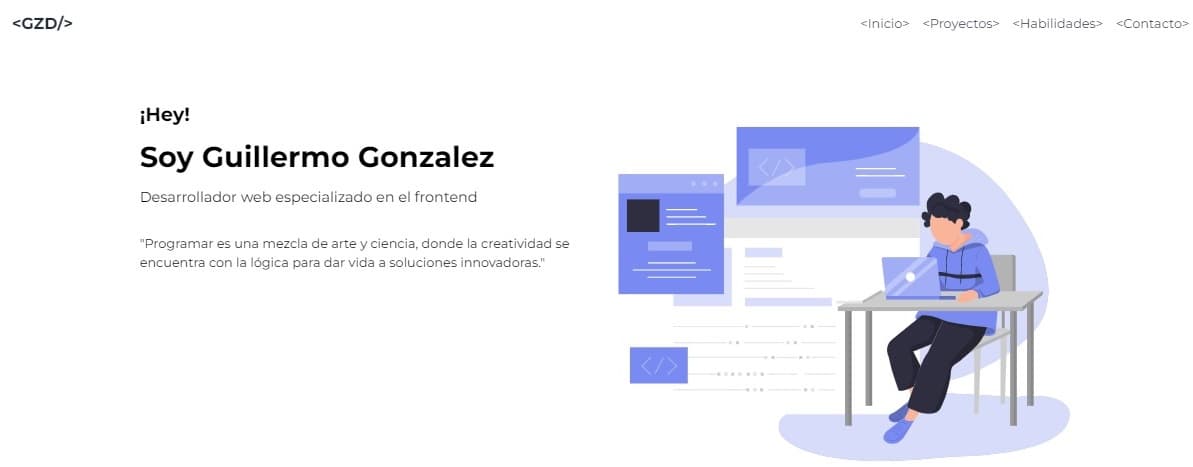 <GZD/>
<Inicio> <Proyectos> <Habilidades> <Contacto>
¡Hey!
Soy Guillermo Gonzalez
Desarrollador web especializado en el frontend
"Programar es una mezcla de arte y ciencia, donde la creatividad se
encuentra con la lógica para dar vida a soluciones innovadoras."
</>
</>